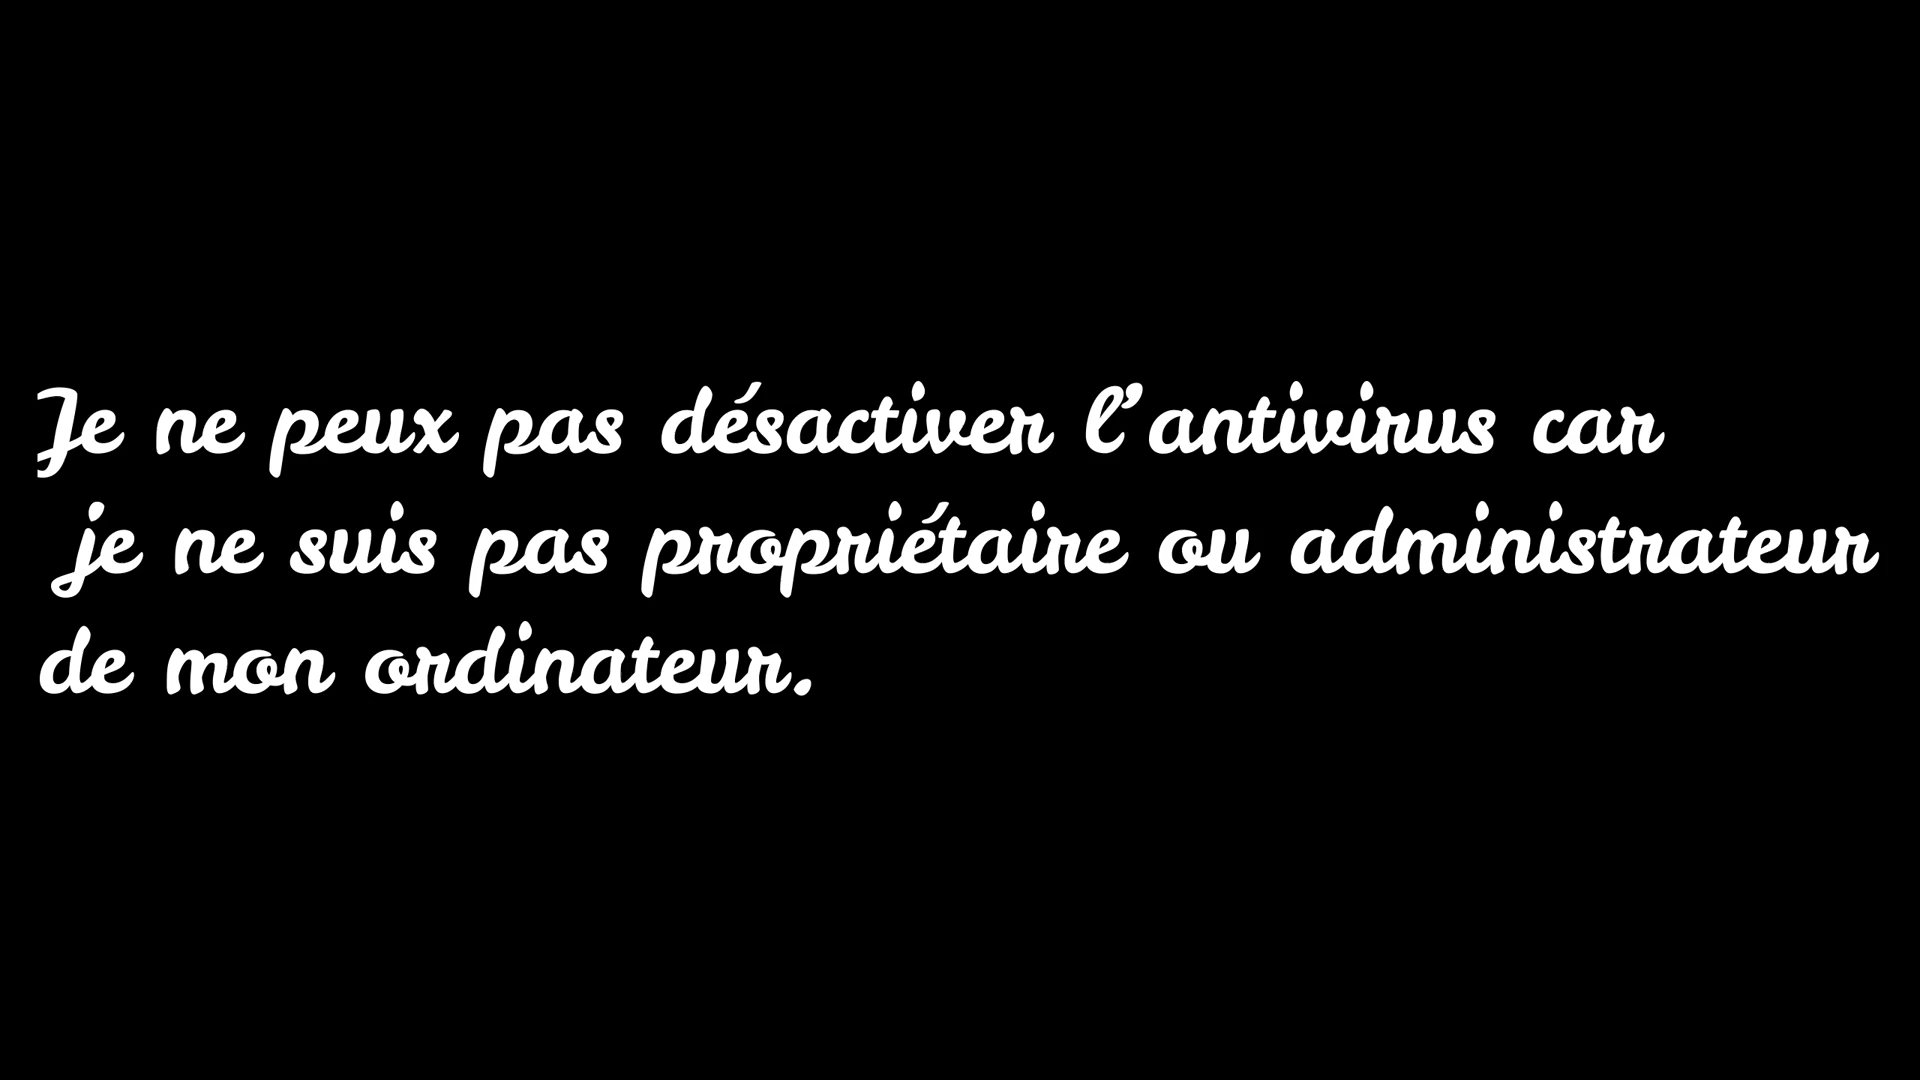 Je ne peux pas désactiver l’antivirus car
je ne suis pas propriétaire ou administrateur
de mon ordinateur.